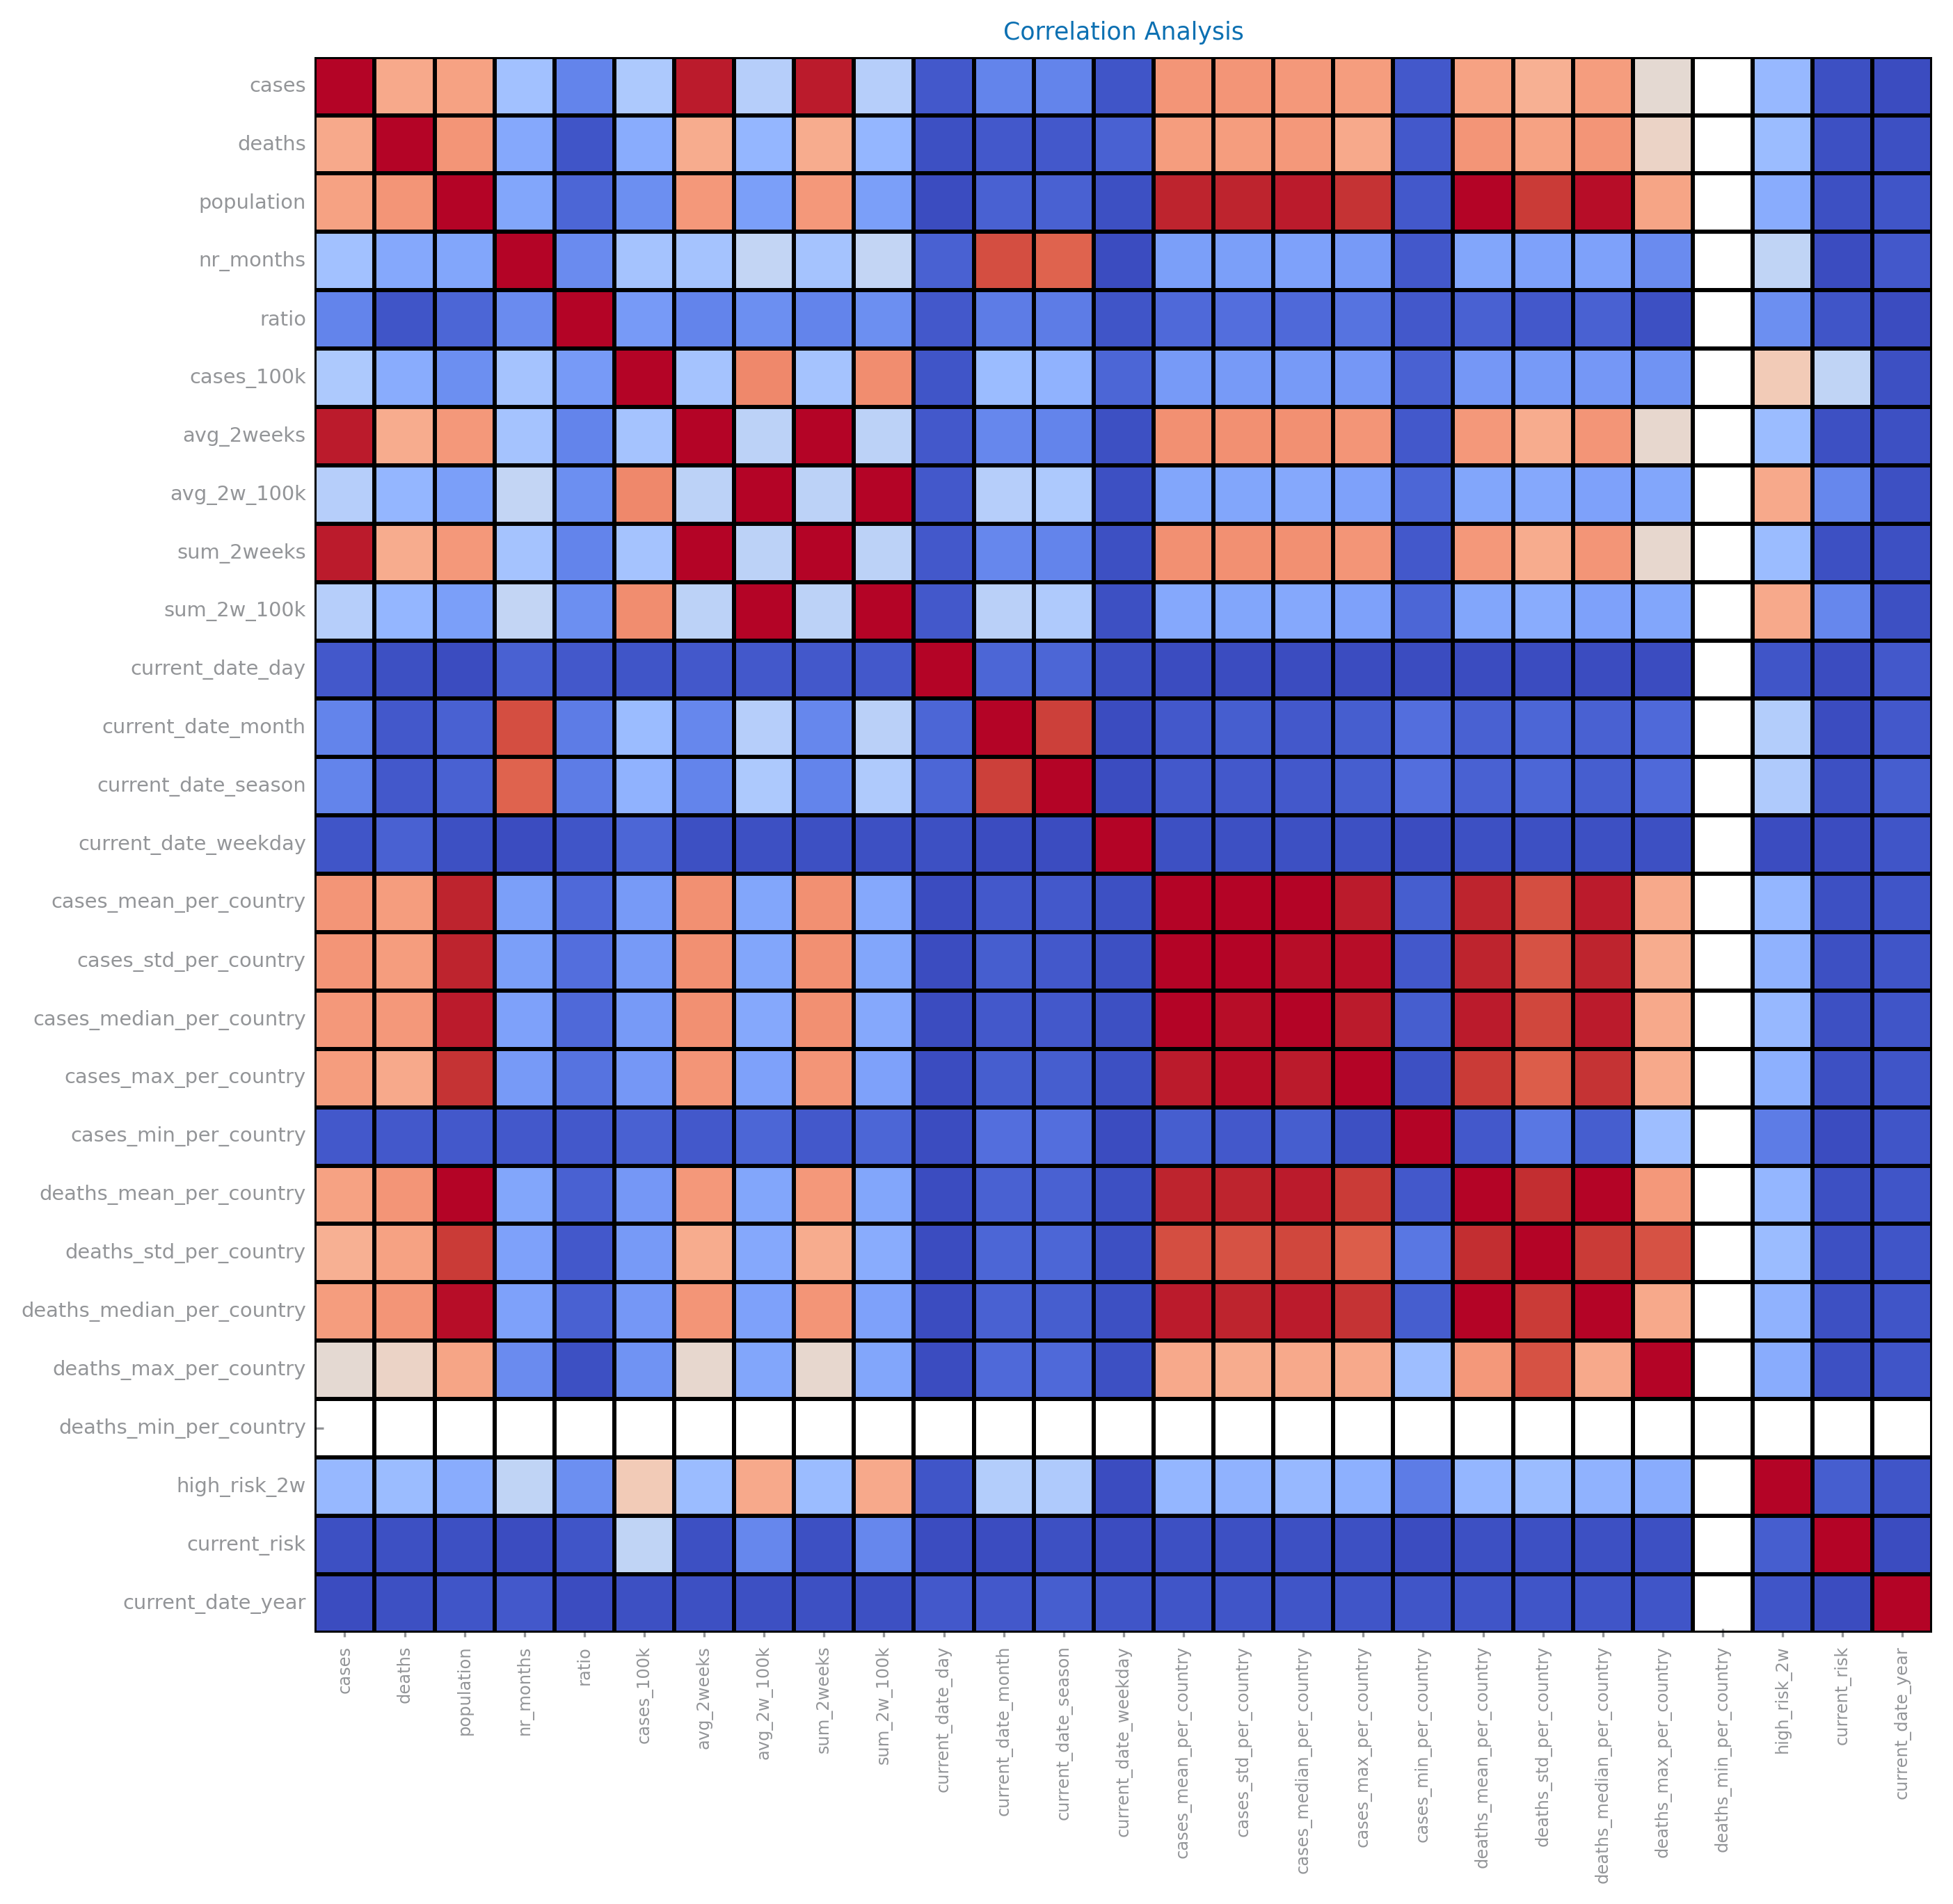 Correlation Analysis
cases
deaths
population
nr_months
ratio
cases_100k
avg_2weeks
avg_2w_100k
sum_2weeks
sum_2w_100k
current_date_day
current_date_month
current_date_season
current_date_weekday
cases_mean_per_country
cases_std_per_country
cases_median_per_country
cases_max_per_country
cases_min_per_country
deaths_mean_per_country
deaths_std_per_country
deaths_median_per_country
deaths_max_per_country
deaths_min_per_country
high_risk_2w
current_risk
current_date_year
cases
deaths
population
nr_months
ratio
cases_100k
avg_2weeks
avg_2w_100k
sum_2weeks
sum_2w_100k
current_date_day
current_date_month
current_date_season
current_date_weekday
cases_mean_per_country
cases_std_per_country
cases_median_per_country
cases_max_per_country
cases_min_per_country
deaths_mean_per_country
deaths_std_per_country
deaths_median_per_country
deaths_max_per_country
deaths_min_per_country
high_risk_2w
current_risk
current_date_year